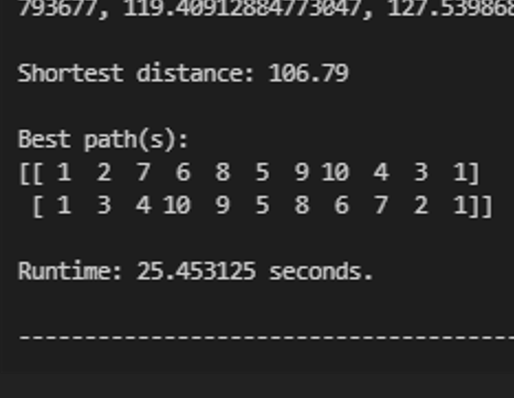 793677, 119.40912884773047, 127.539868
Shortest distance: 106.79
Best path(s):
[[ 1  2  7  6  8  5  9 10  4  3  1]
 [ 1  3  4 10  9  5  8  6  7  2  1]]
Runtime: 25.453125 seconds.
---------------------------------------